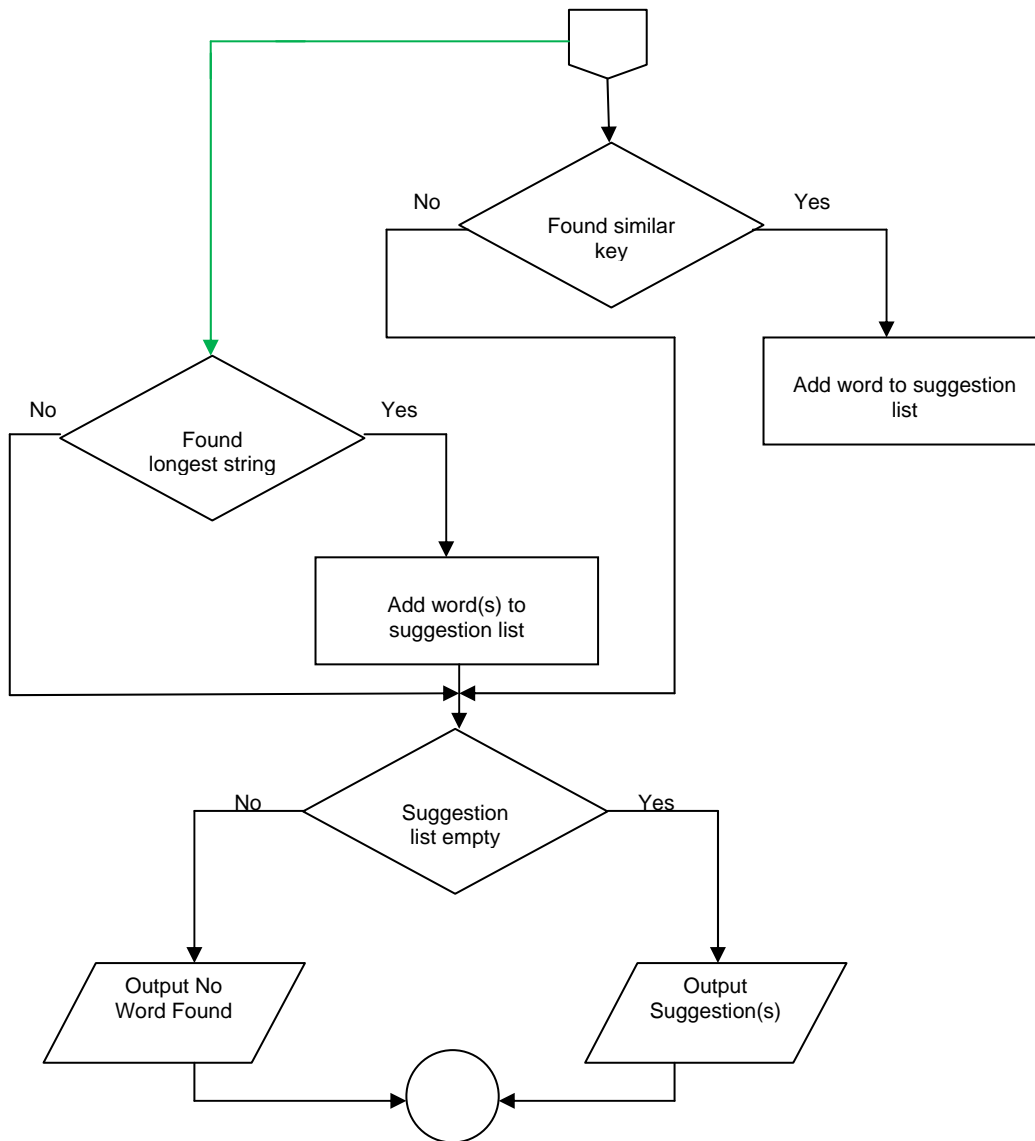 No
Yes
Found similar
key
Add word to suggestion
list
No
Yes
Found
longest string
Add word(s) to
suggestion list
No
Yes
Suggestion
list empty
Output No
Word Found
Output
Suggestion(s)